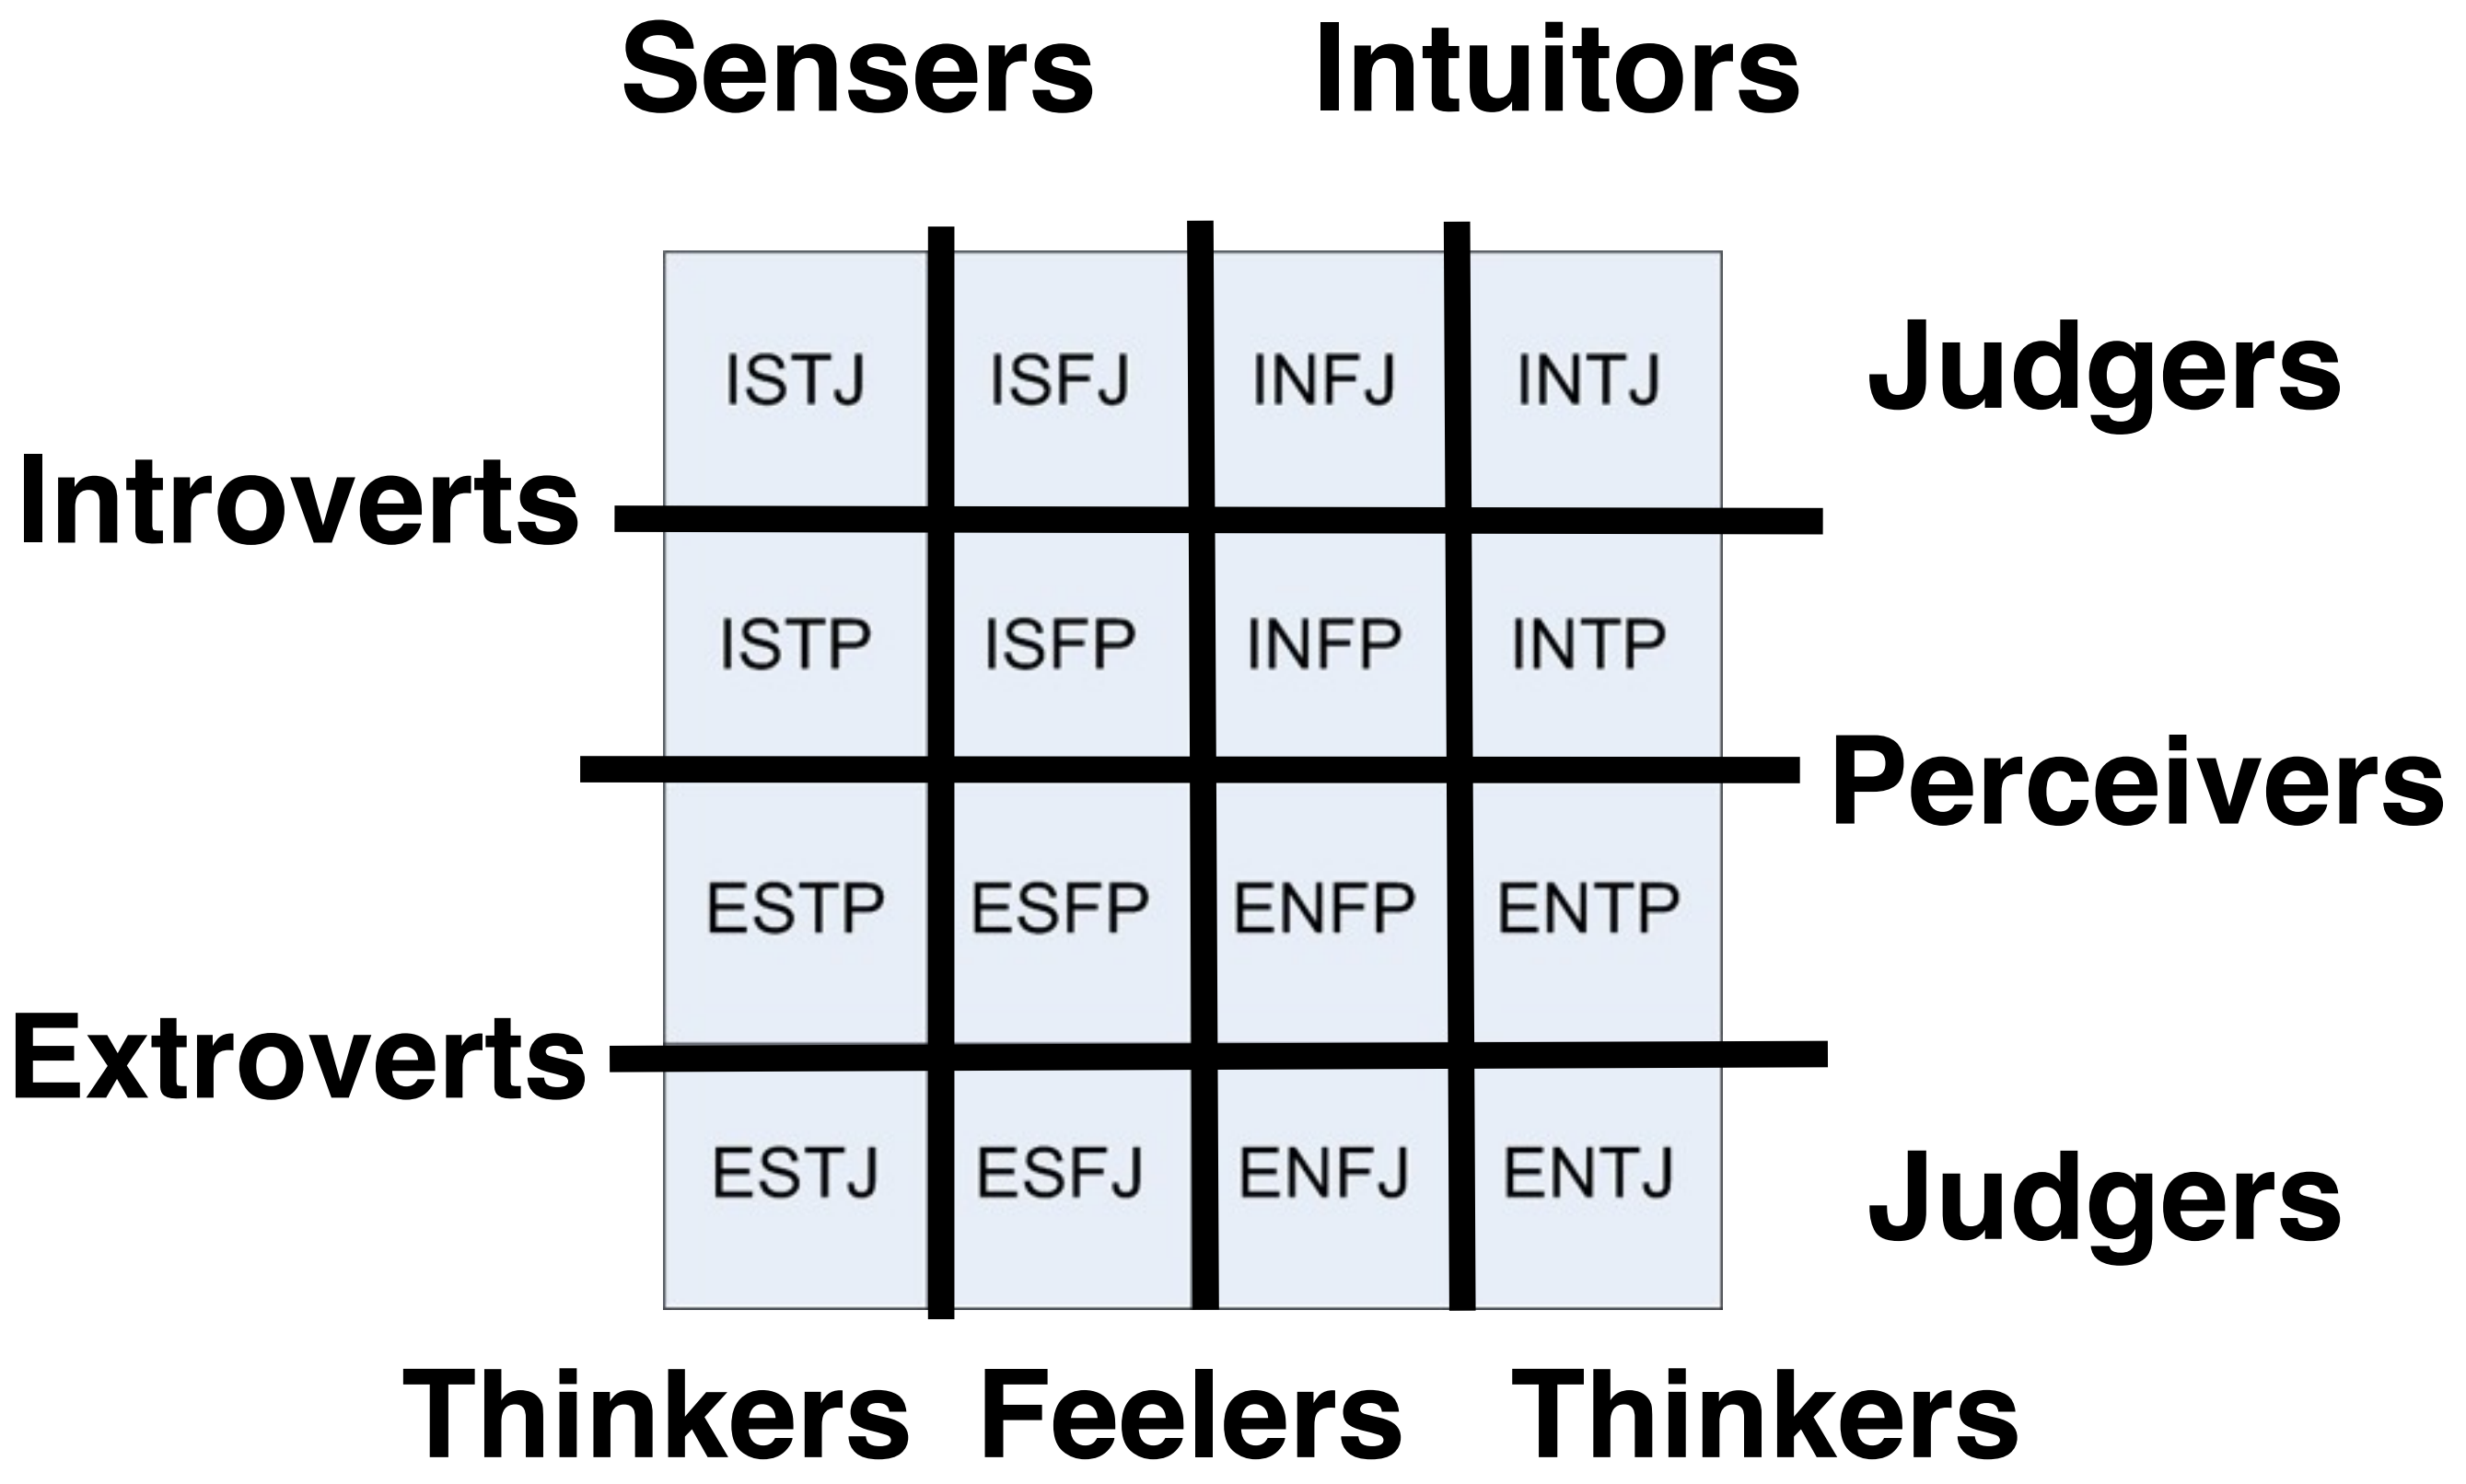 Sensers Intuitors
ISTJ ISFJ INFJ INTJ Judgers
Introverts
ISTP ISFP INFP INTP
Perceivers
ESTP ESFP ENFP ENTP
Extroverts
ESTJ ESFJ ENFJ ENTJ Judgers
Thinkers Feelers Thinkers